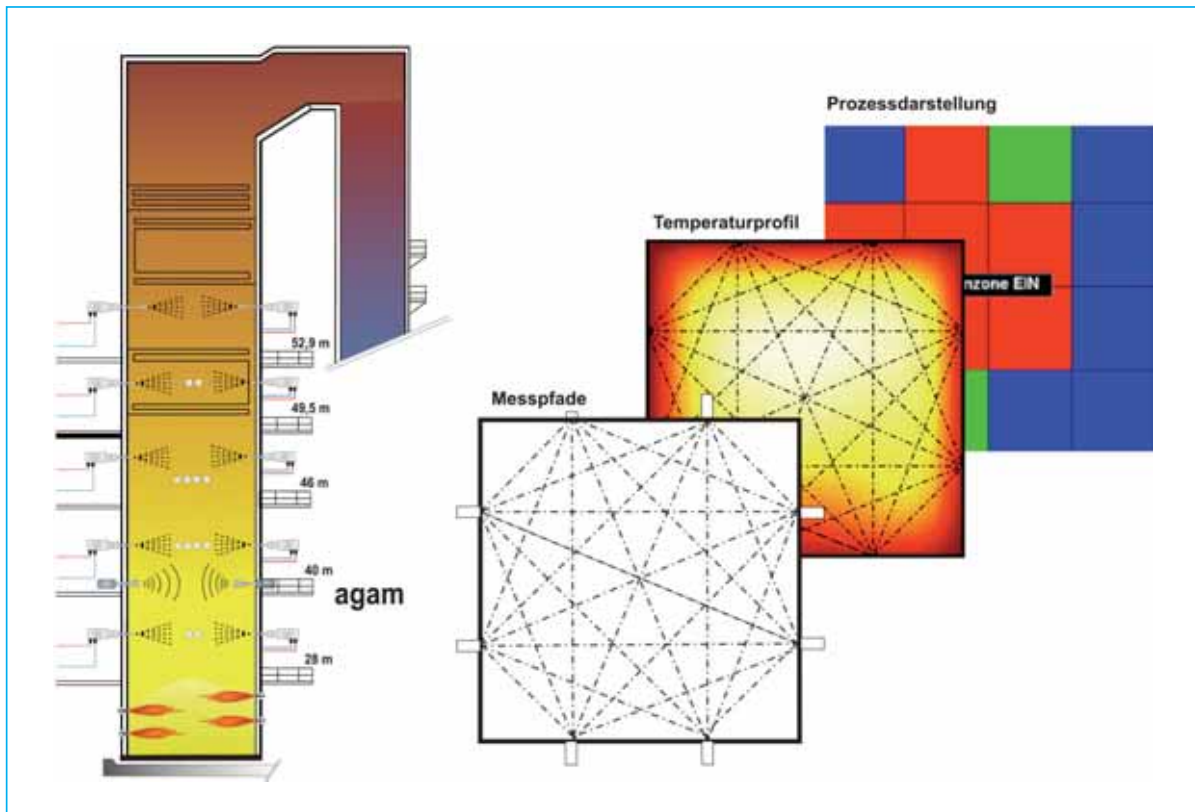 Prozessdarstellung
Temperaturprofil
nzone EIN
52,9 m
Messpfade
49,5 m
46 m
40 m
agam
28 m